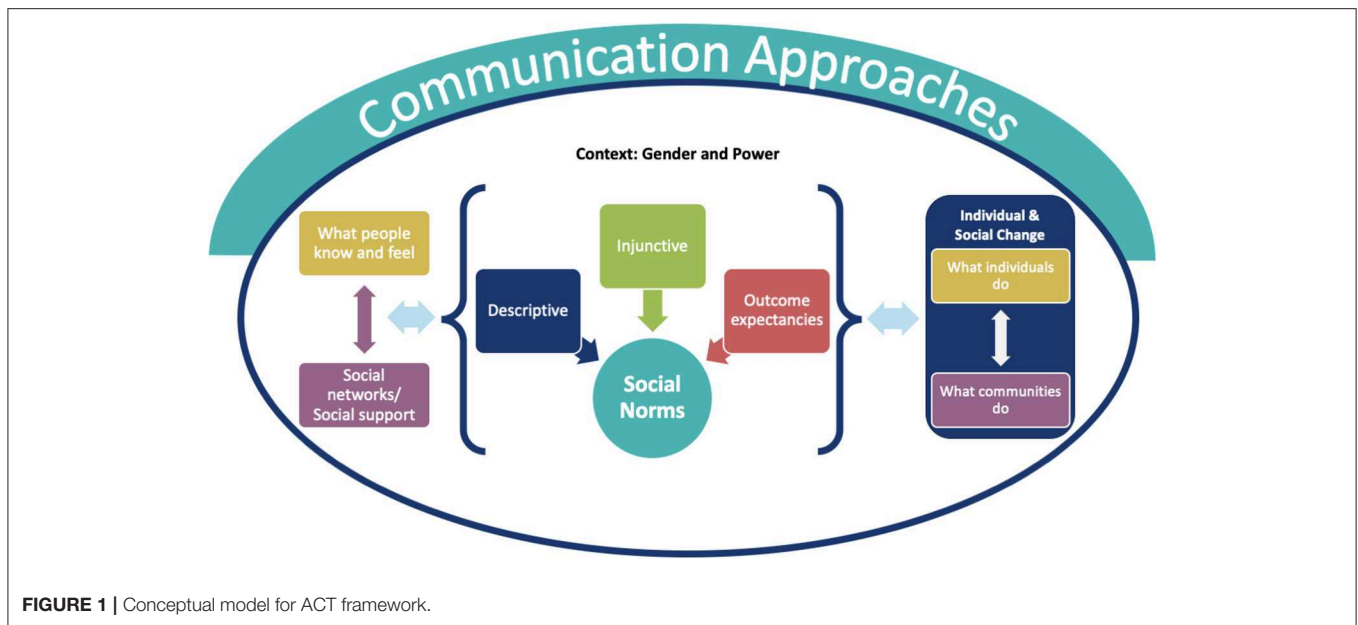 Communication Approaches
Context: Gender and Power
What people
know and feel
Social
networks/
Social support
Descriptive
Injunctive
Outcome
expectancies
Social
Norms
Individual &
Social Change
What individuals
do
What communities
do
FIGURE 1 | Conceptual model for ACT framework.